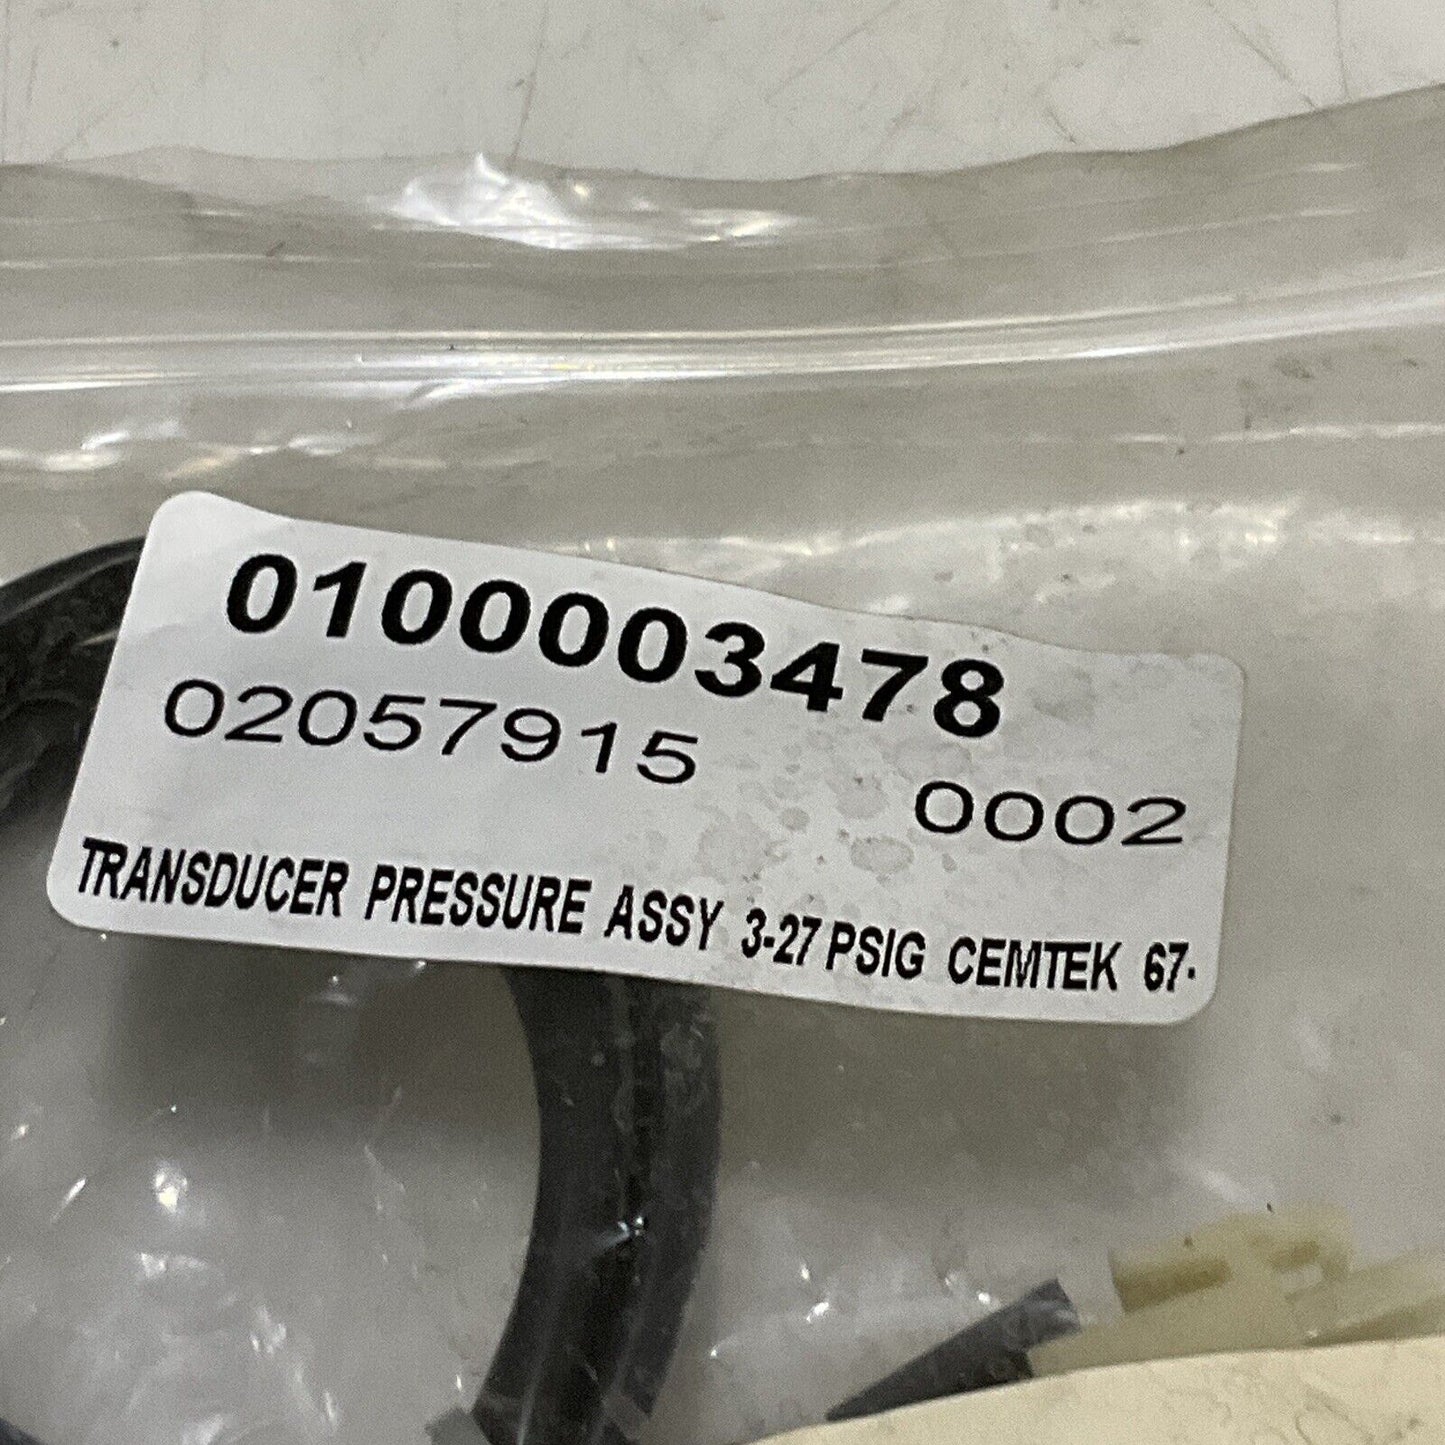 0100003478
02057915 0002
TRANSDUCER PRESSURE ASSY 3-27 PSIG CEMTEK 67-